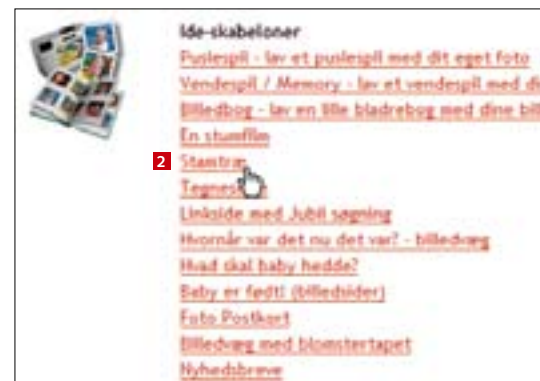 Ide-skabeloner
Puslespil - lav et puslespil med dit eget foto
Vendespil / Memory - lav et vendespil med di
Billedbog - lav en lille bladrebog med dine bil
En stumfilm
2 Stamtræ
Linkside med Jubii søgning
Hvornår var det nu det var? - billedvæg
Hvad skal baby hedde?
Baby er født! (billedsider)
Foto Postkort
Billedvæg med blomstertapet
Nyhedsbreve